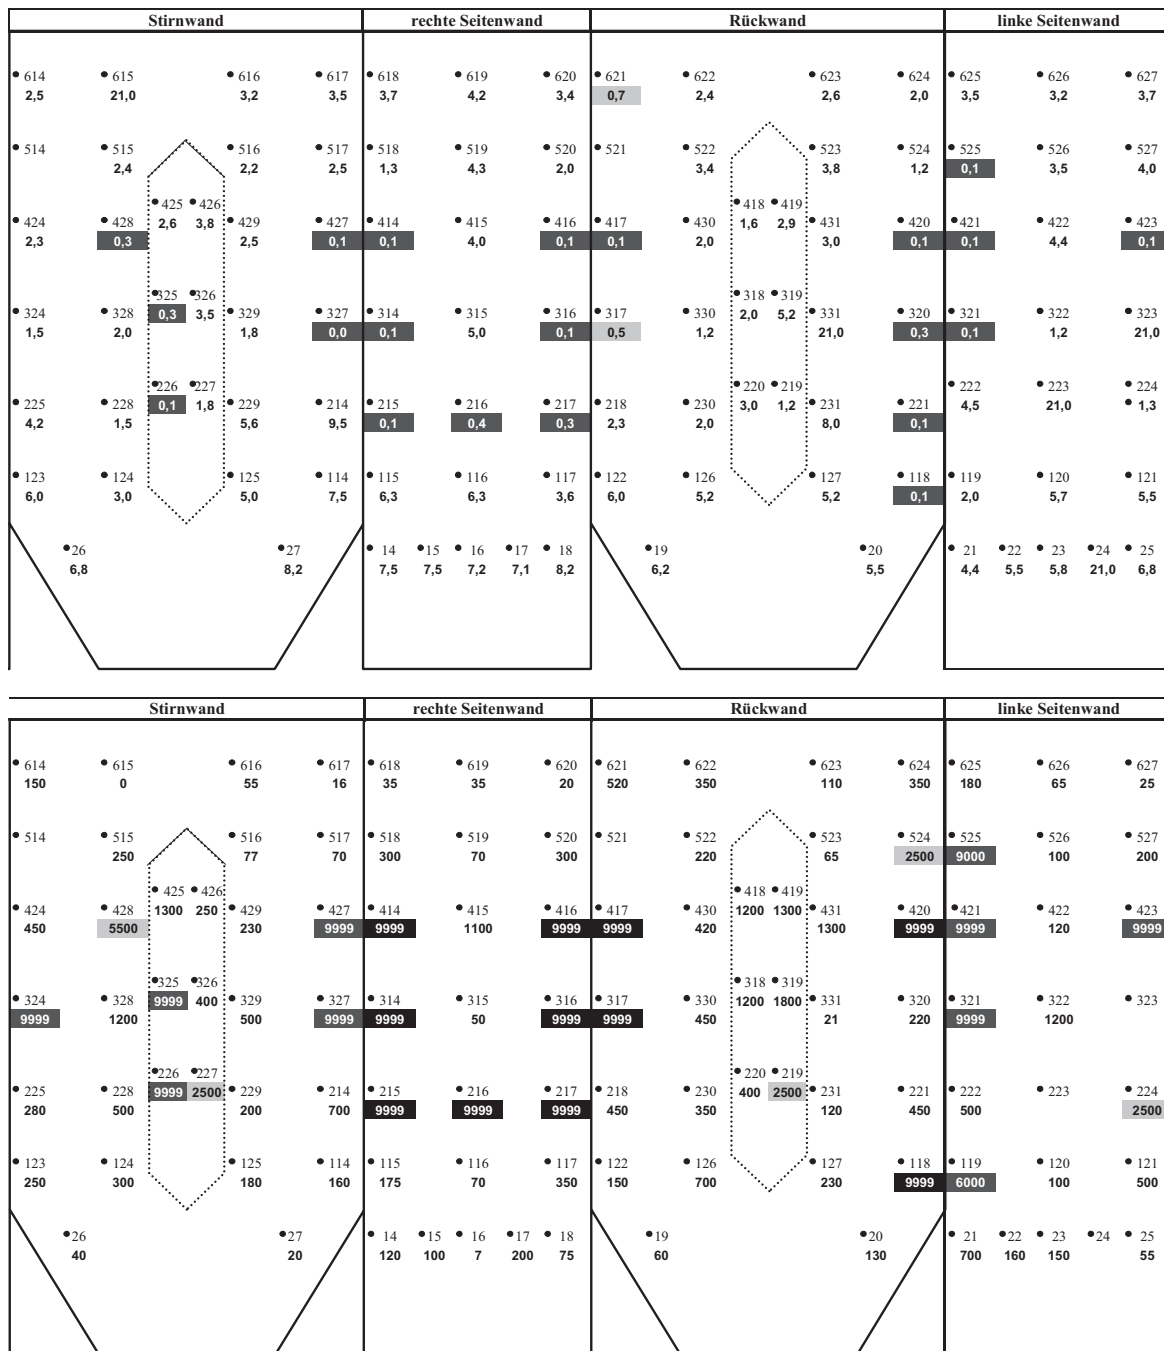 Stirnwand rechte Seitenwand Rückwand linke Seitenwand
614 615 616 617 618 619 620 621 622 623 624 625 626 627
2,5 21,0 3,2 3,5 3,7 4,2 3,4 0,7 2,4 2,6 2,0 3,5 3,2 3,7
514 515 516 517 518 519 520 521 522 523 524 525 526 527
2,4 2,2 2,5 1,3 4,3 2,0 3,4 3,8 1,2 0,1 3,5 4,0
425 426 418 419
424 428 2,6 3,8 429 427 414 415 416 417 430 1,6 2,9 431 420 421 422 423
2,3 0,3 2,5 0,1 0,1 4,0 0,1 0,1 2,0 3,0 0,1 0,1 4,4 0,1
325 326 318 319
324 328 0,3 3,5 329 327 314 315 316 317 330 2,0 5,2 331 320 321 322 323
1,5 2,0 1,8 0,0 0,1 5,0 0,1 0,5 1,2 21,0 0,3 0,1 1,2 21,0
226 227 220 219 222 223 224
225 228 0,1 1,8 229 214 215 216 217 218 230 3,0 1,2 231 221 4,5 21,0 1,3
4,2 1,5 5,6 9,5 0,1 0,4 0,3 2,3 2,0 8,0 0,1
123 124 125 114 115 116 117 122 126 127 118 119 120 121
6,0 3,0 5,0 7,5 6,3 6,3 3,6 6,0 5,2 5,2 0,1 2,0 5,7 5,5
26 27 14 15 16 17 18 19 20 21 22 23 24 25
6,8 8,2 7,5 7,5 7,2 7,1 8,2 6,2 5,5 4,4 5,5 5,8 21,0 6,8
Stirnwand rechte Seitenwand Rückwand linke Seitenwand
614 615 616 617 618 619 620 621 622 623 624 625 626 627
150 0 55 16 35 35 20 520 350 110 350 180 65 25
514 515 516 517 518 519 520 521 522 523 524 525 526 527
250 77 70 300 70 300 220 65 2500 9000 100 200
425 426 418 419
424 428 1300 250 429 427 414 415 416 417 430 1200 1300 431 420 421 422 423
450 5500 230 9999 9999 1100 9999 9999 420 1300 9999 9999 120 9999
325 326 318 319
324 328 9999 400 329 327 314 315 316 317 330 1200 1800 331 320 321 322 323
9999 1200 500 9999 9999 50 9999 9999 450 21 220 9999 1200
226 227 220 219
225 228 9999 2500 229 214 215 216 217 218 230 400 2500 231 221 222 223 224
280 500 200 700 9999 9999 9999 450 350 120 450 500 2500
123 124 125 114 115 116 117 122 126 127 118 119 120 121
250 300 180 160 175 70 350 150 700 230 9999 6000 100 500
26 27 14 15 16 17 18 19 20 21 22 23 24 25
40 20 120 100 7 200 75 60 130 700 160 150 55